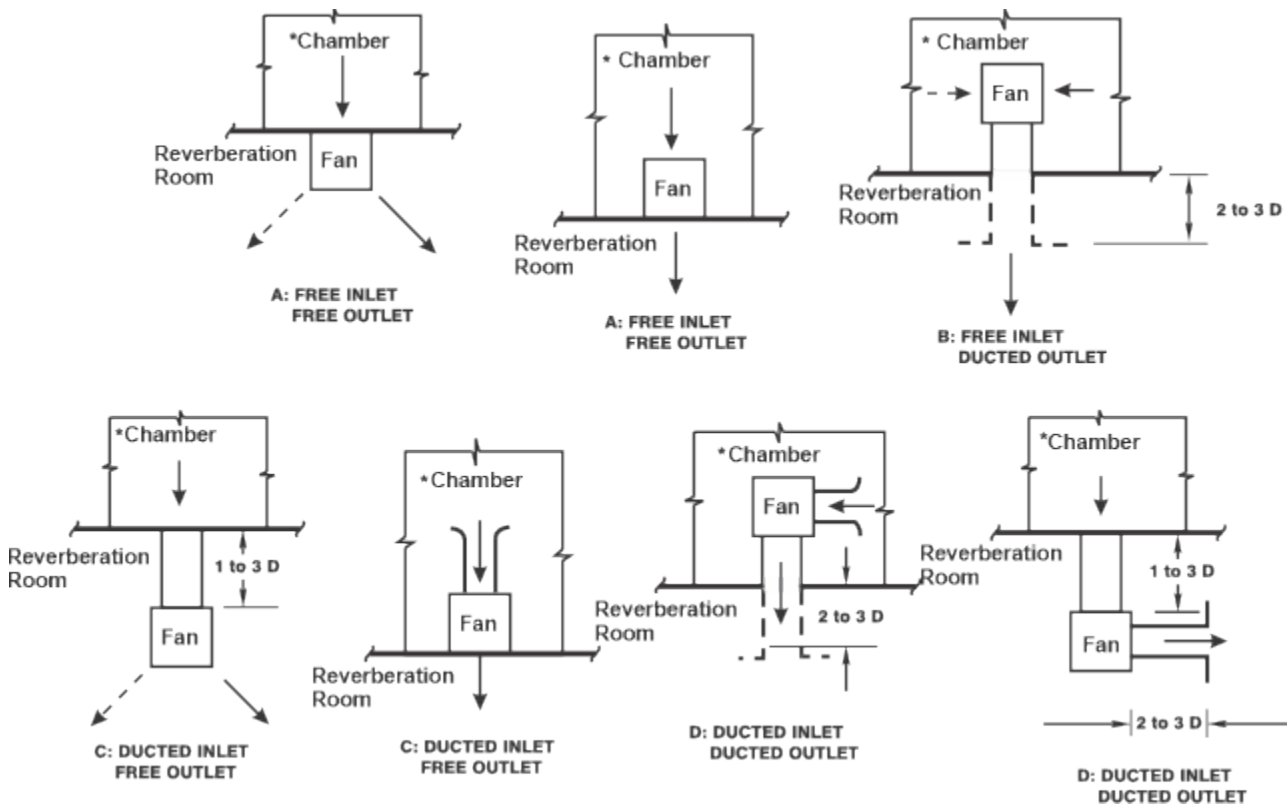 *Chamber
Reverberation
Room
Fan
A: FREE INLET
FREE OUTLET
* Chamber
Fan
Reverberation
Room
A: FREE INLET
FREE OUTLET
* Chamber
Fan
Reverberation
Room
2 to 3 D
B: FREE INLET
DUCTED OUTLET
*Chamber
Reverberation
Room
1 to 3 D
Fan
C: DUCTED INLET
FREE OUTLET
*Chamber
Fan
Reverberation
Room
C: DUCTED INLET
FREE OUTLET
*Chamber
Fan
Reverberation
Room
2 to 3 D
D: DUCTED INLET
DUCTED OUTLET
*Chamber
Reverberation
Room
1 to 3 D
Fan
2 to 3 D
D: DUCTED INLET
DUCTED OUTLET